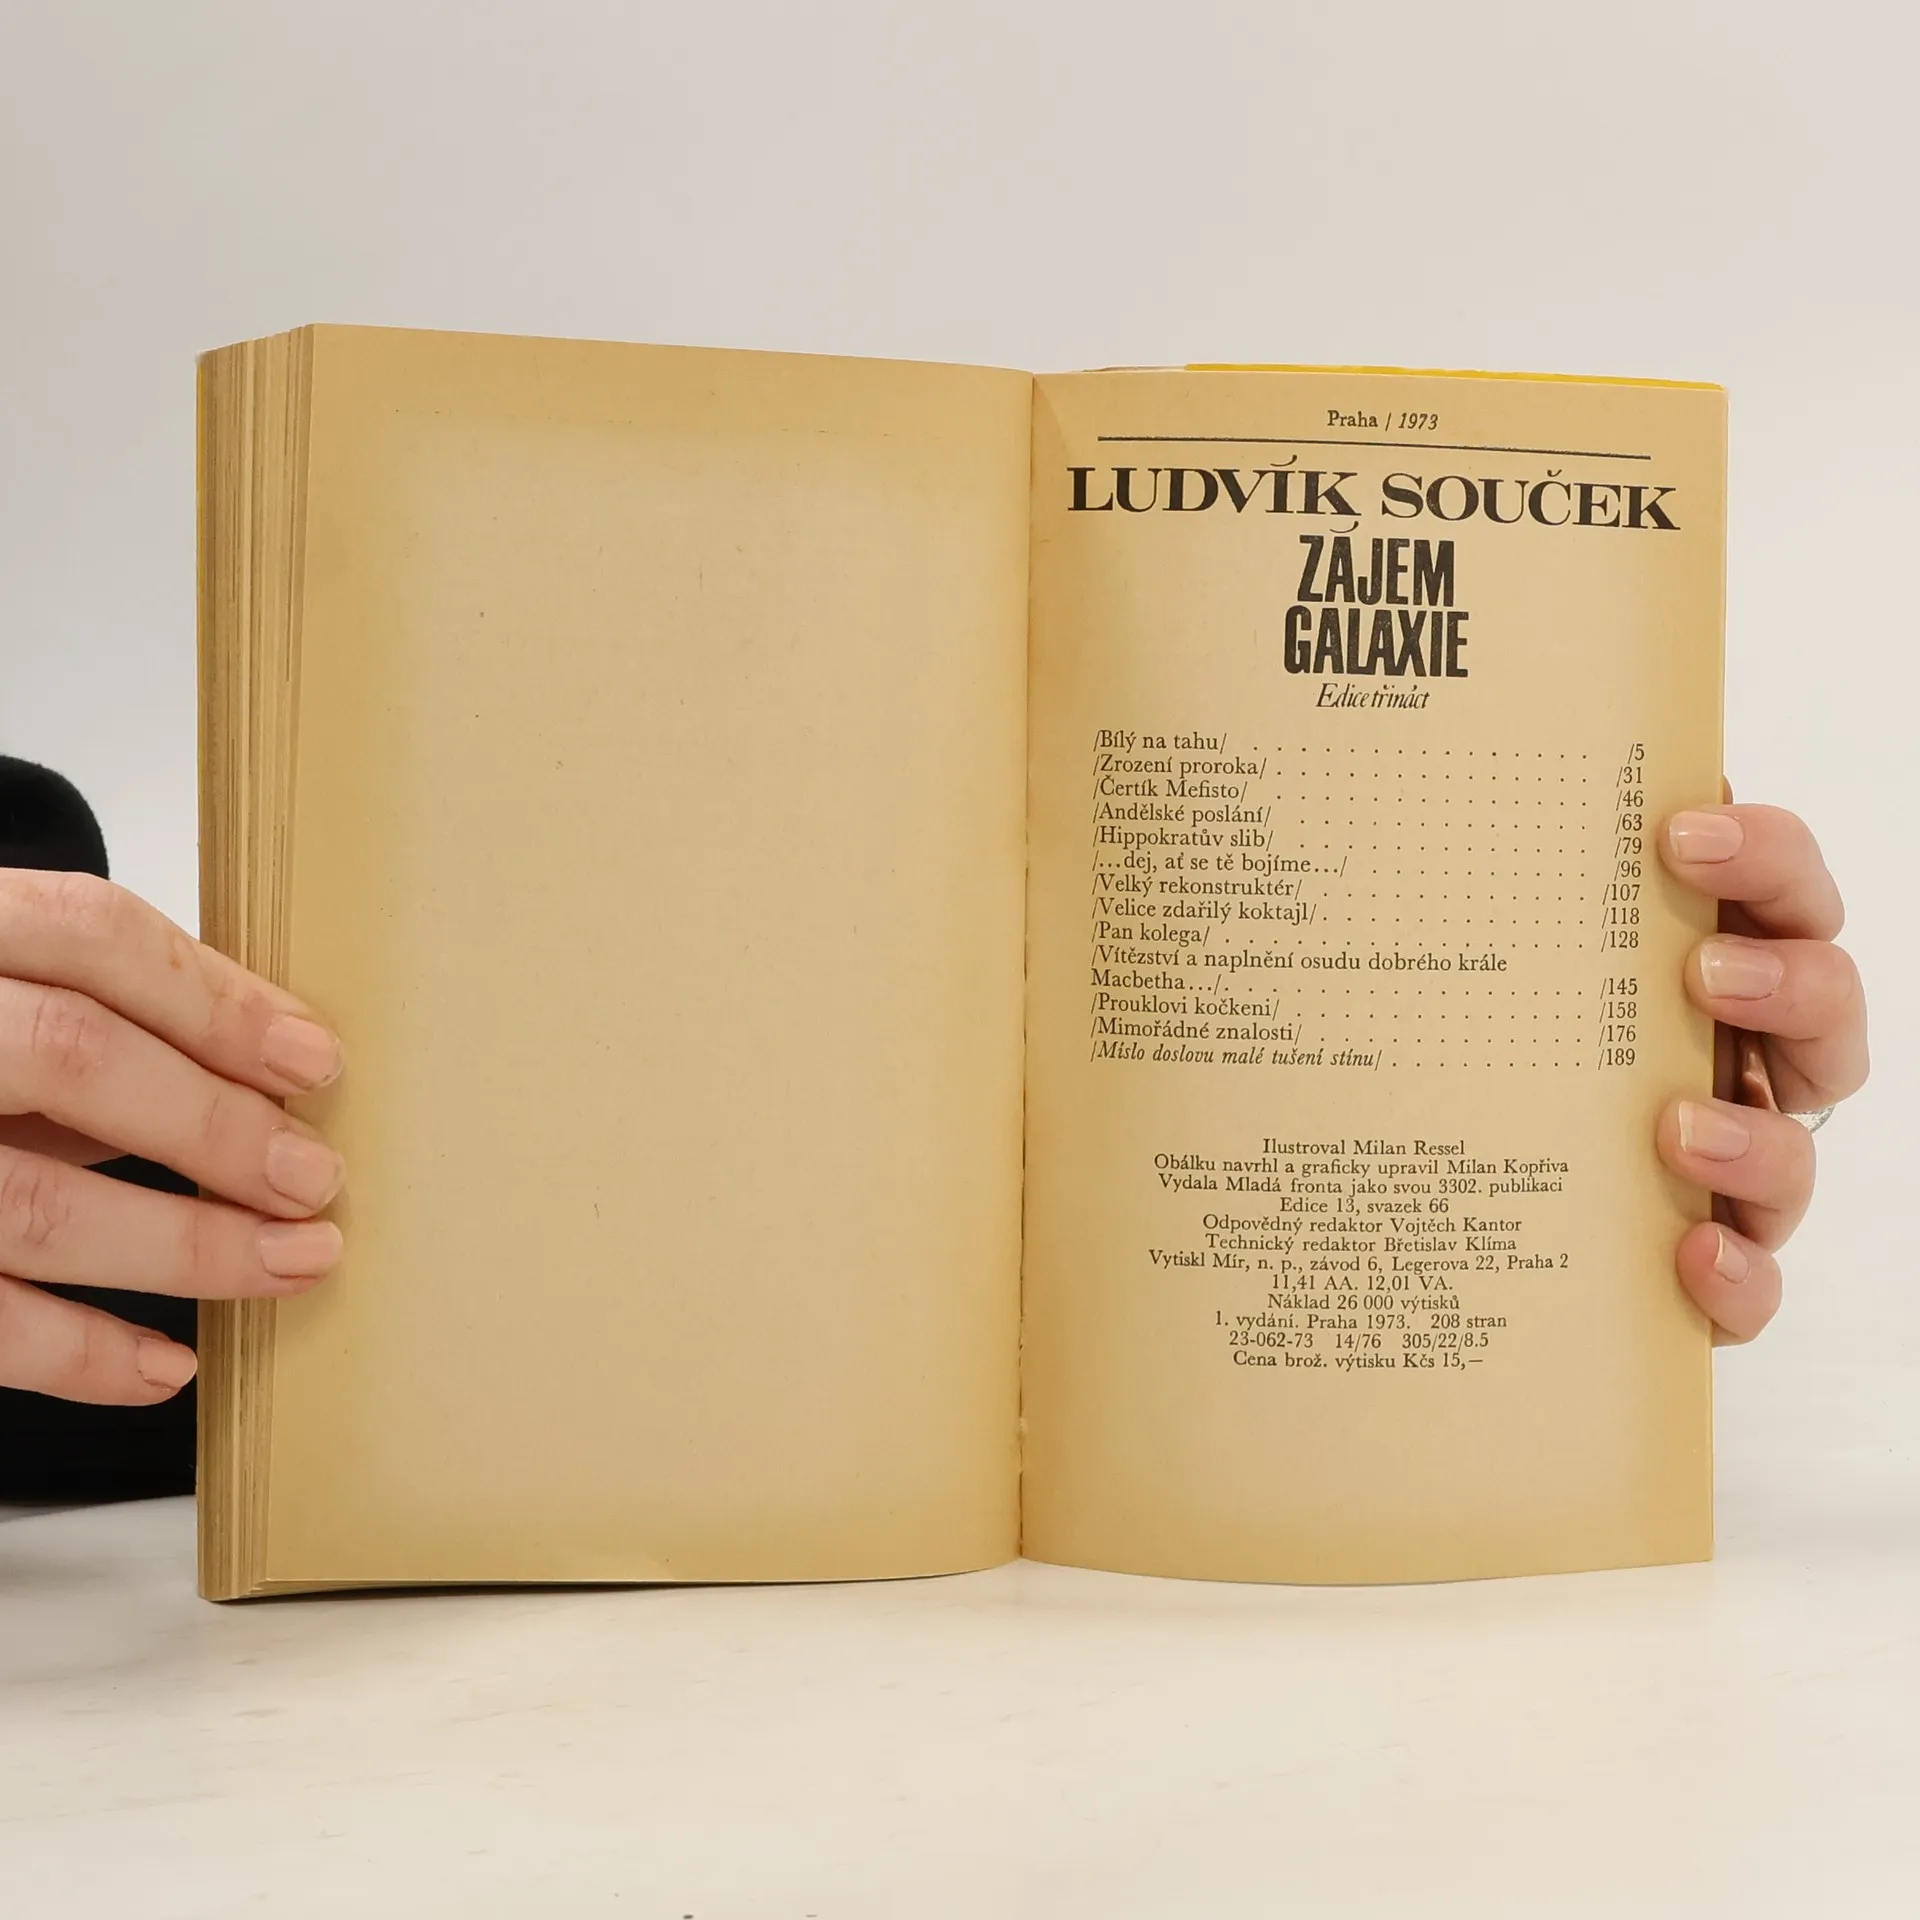 Praha / 1973
LUDVÍK SOUČEK
ZÁJEM
GALAXIE
Edice třináct
/Bílý na tahu/ . . . . . . . . . . . . . . /5
/Zrození proroka/ . . . . . . . . . . . . . /31
/Čertík Mefisto/ . . . . . . . . . . . . . /46
/Andělské poslání/ . . . . . . . . . . . . /63
/Hippokratův slib/ . . . . . . . . . . . . /79
/...dej, ať se tě bojíme.../ . . . . . . . . . /96
/Velký rekonstruktér/ . . . . . . . . . . . /107
/Velice zdařilý koktajl/ . . . . . . . . . . . /118
/Pan kolega/ . . . . . . . . . . . . . . . /128
/Vítězství a naplnění osudu dobrého krále
Macbetha.../ . . . . . . . . . . . . . . . /145
/Prouklovi kočkeni/ . . . . . . . . . . . . /158
/Mimořádné znalosti/ . . . . . . . . . . . /176
/Míslo doslovu malé tušení stínu/ . . . . . . . . /189
Ilustroval Milan Ressel
Obálku navrhl a graficky upravil Milan Kopřiva
Vydala Mladá fronta jako svou 3302. publikaci
Edice 13, svazek 66
Odpovědný redaktor Vojtěch Kantor
Technický redaktor Břetislav Klíma
Vytiskl Mír, n. p., závod 6, Legerova 22, Praha 2
11,41 AA. 12,01 VA.
Náklad 26 000 výtisků
1. vydání. Praha 1973. 208 stran
23-062-73 14/76 305/22/8.5
Cena brož. výtisku Kčs 15,—